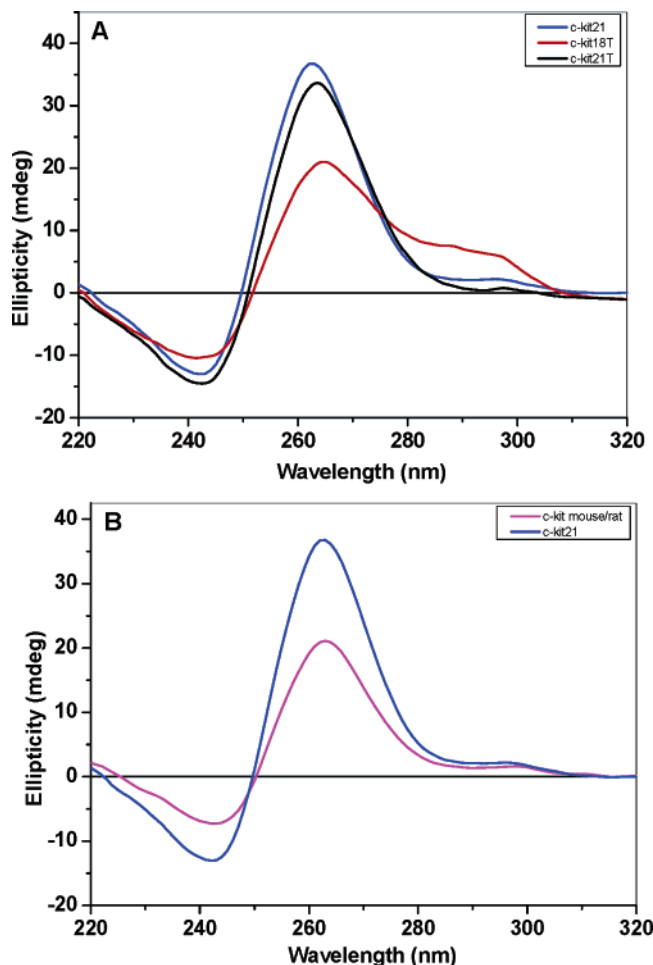 A
c-kit21
c-kit18T
c-kit21T
40
30
20
10
0
-10
-20
Ellipticity (mdeg)
220 240 260 280 300 320
Wavelength (nm)
B
c-kit mouse/rat
c-kit21
40
30
20
10
0
-10
-20
Ellipticity (mdeg)
220 240 260 280 300 320
Wavelength (nm)